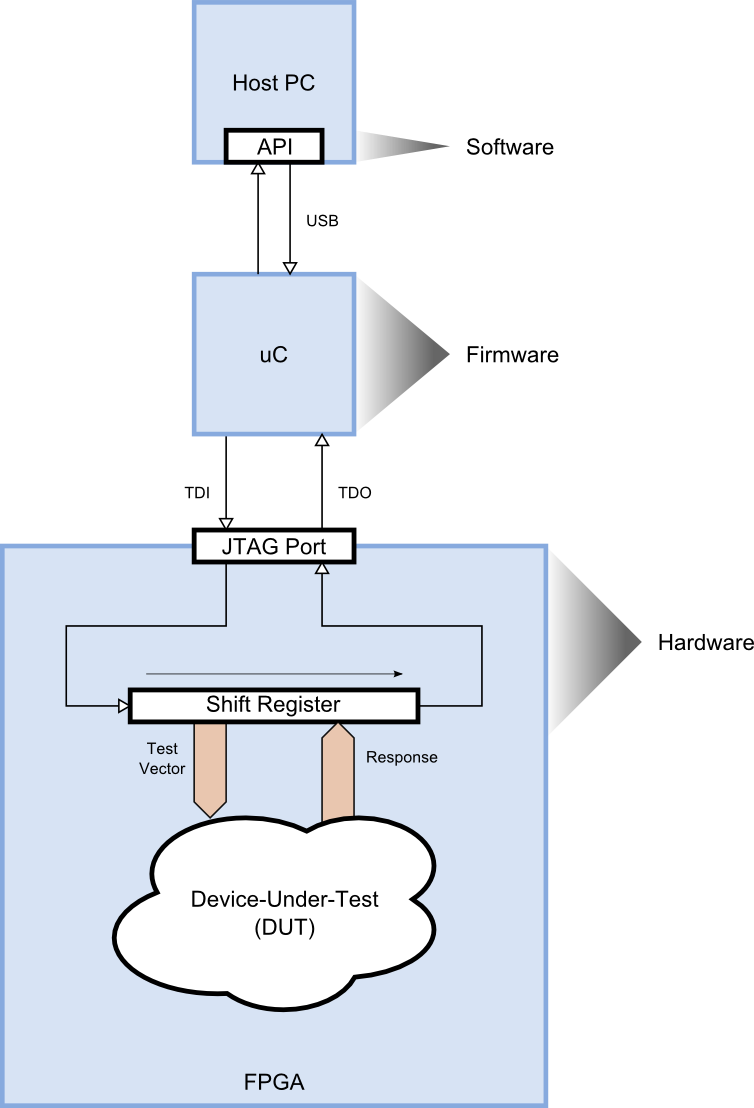 Host PC
API
Software
USB
uC
Firmware
TDI
TDO
JTAG Port
Hardware
Shift Register
Test
Vector
Response
Device-Under-Test
(DUT)
FPGA